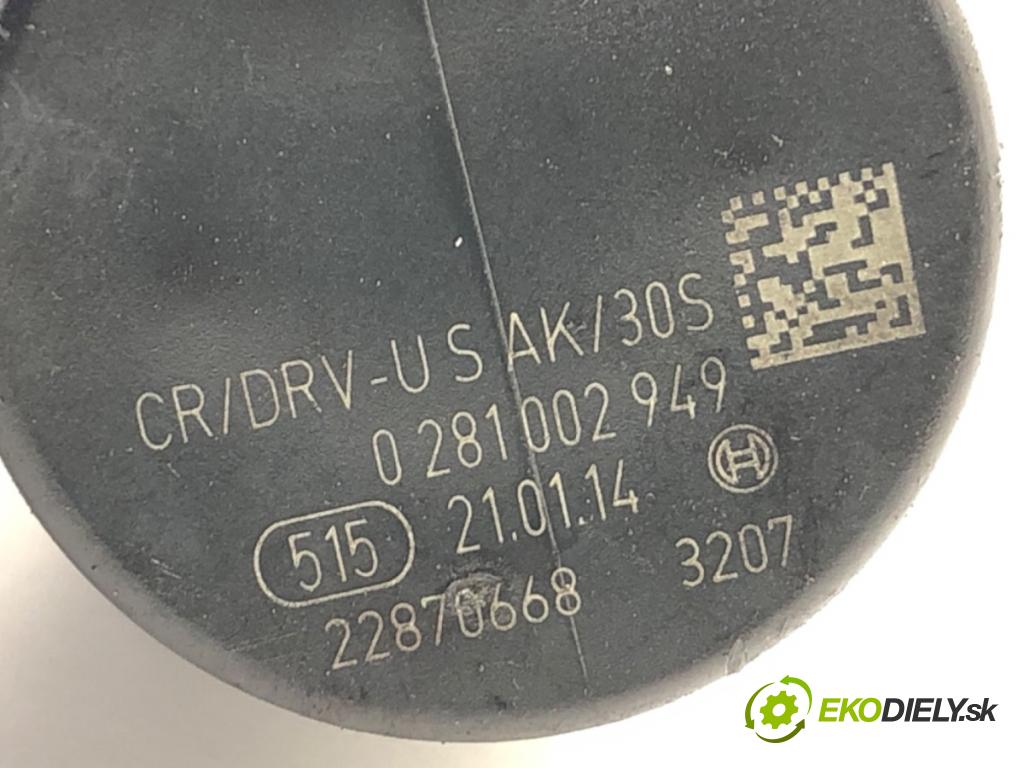 CR/DRV-U S AK/30S
0 281 002 949
515 21.01.14
22870668 3207
EKODIELY.sk